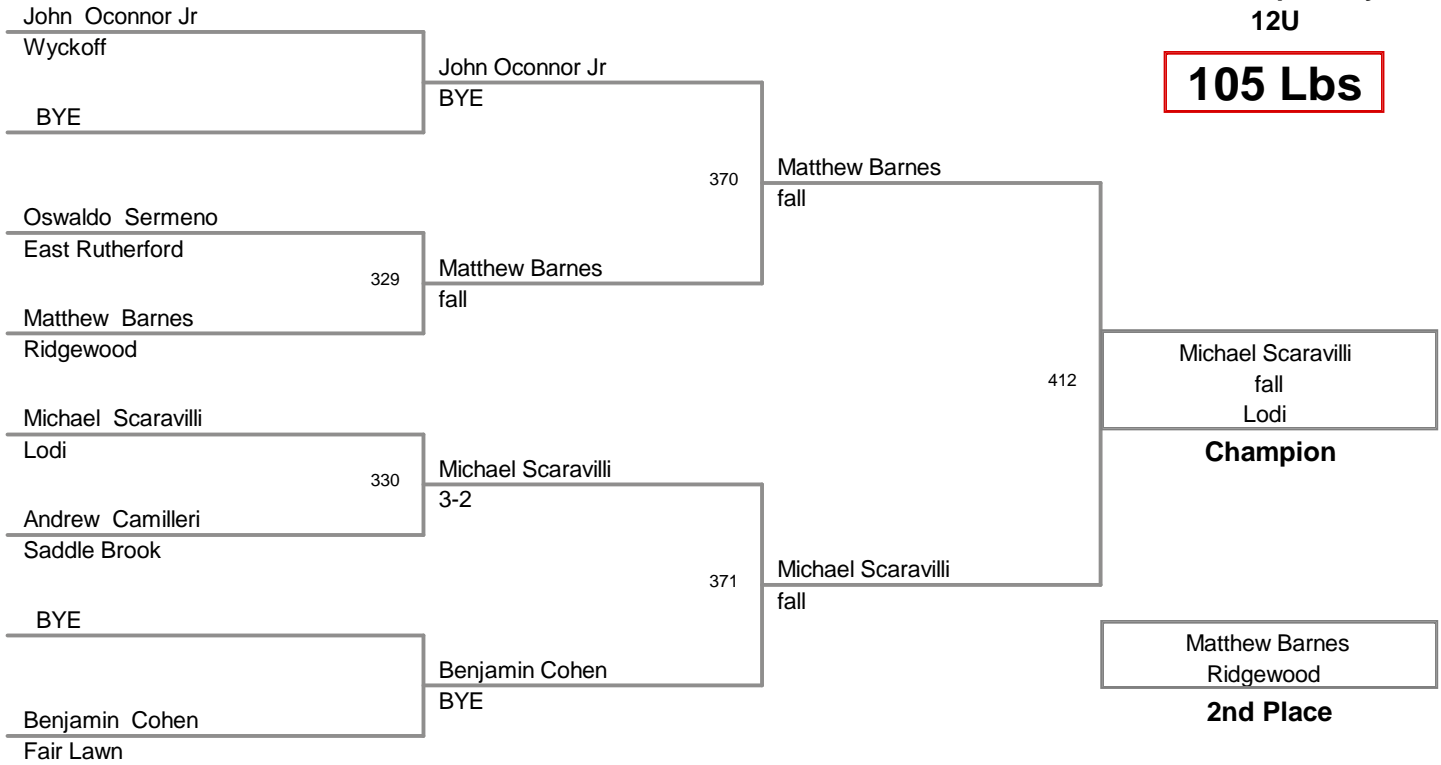 12U
105 Lbs
John Oconnor Jr
Wyckoff
BYE
Oswaldo Sermeno
East Rutherford
329
Matthew Barnes
Ridgewood
Michael Scaravilli
Lodi
330
Andrew Camilleri
Saddle Brook
BYE
Benjamin Cohen
Fair Lawn
John Oconnor Jr
BYE
370
Matthew Barnes
fall
Michael Scaravilli
3-2
371
Benjamin Cohen
BYE
Matthew Barnes
fall
412
Michael Scaravilli
fall
Michael Scaravilli
fall
Lodi
Champion
Matthew Barnes
Ridgewood
2nd Place